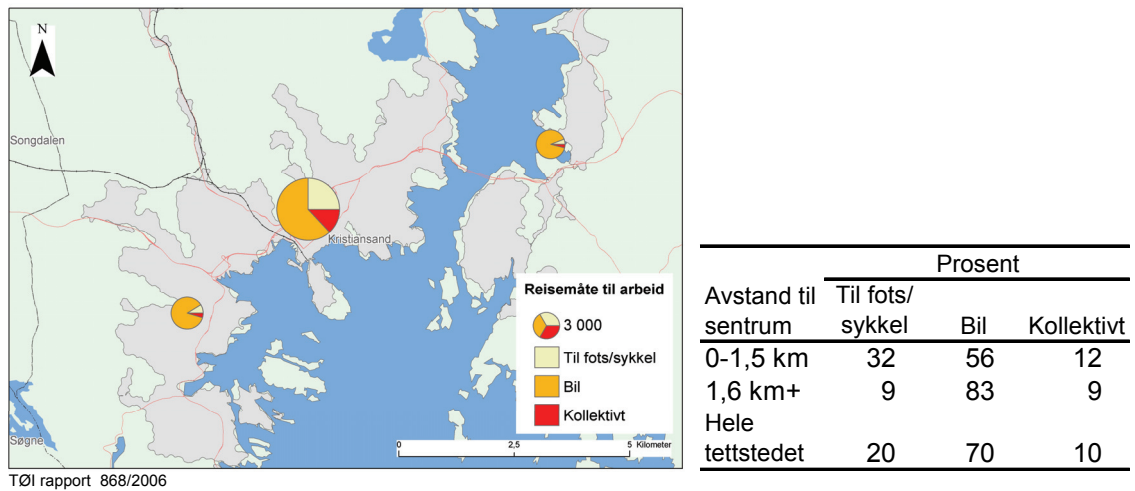 N
Songdalen
Kristiansand
Søgne
Reisemåte til arbeid
3 000
Til fots/sykkel
Bil
Kollektivt
0 2,5 5 Kilometer
TØI rapport 868/2006
Prosent
Avstand til Til fots/
sentrum sykkel Bil Kollektivt
0-1,5 km 32 56 12
1,6 km+ 9 83 9
Hele
tettstedet 20 70 10